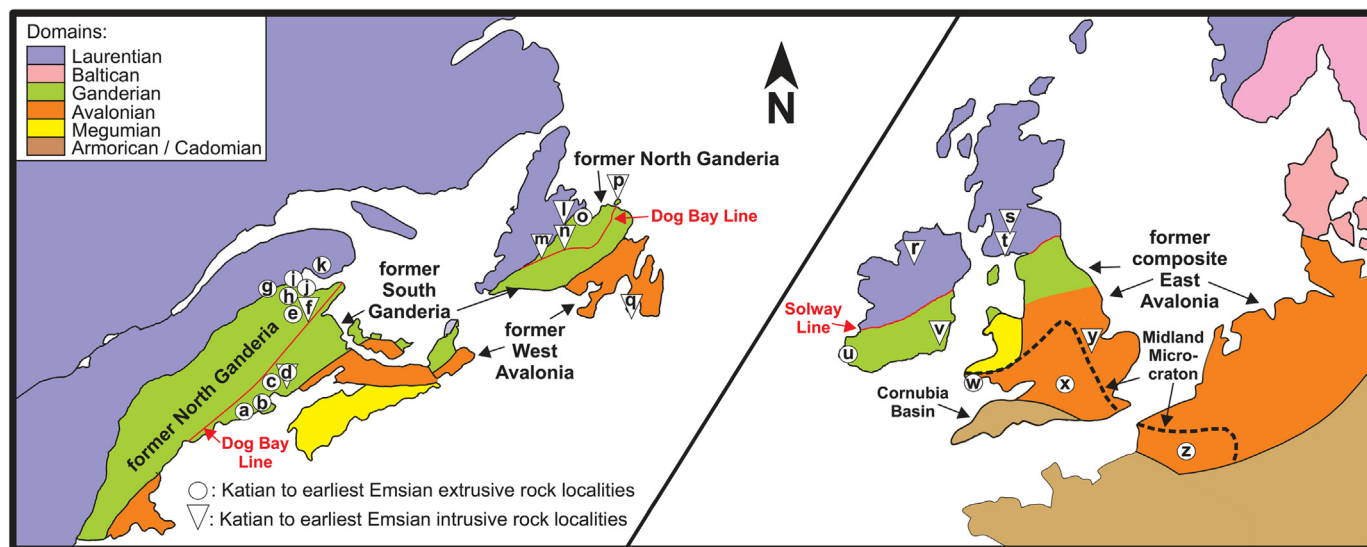 Domains:
Laurentian
Baltican
Ganderian
Avalonian
Megumian
Armorican / Cadomian
N
former North Ganderia
Dog Bay Line
former
South
Ganderia
former
West
Avalonia
former North Ganderia
Dog Bay
Line
a
b
c
d
e
f
g
h
i
j
k
l
m
n
o
p
q
: Katian to earliest Emsian extrusive rock localities
: Katian to earliest Emsian intrusive rock localities
r
s
t
u
v
w
x
y
z
Solway
Line
former
composite
East
Avalonia
Midland
Micro-
craton
Cornubia
Basin